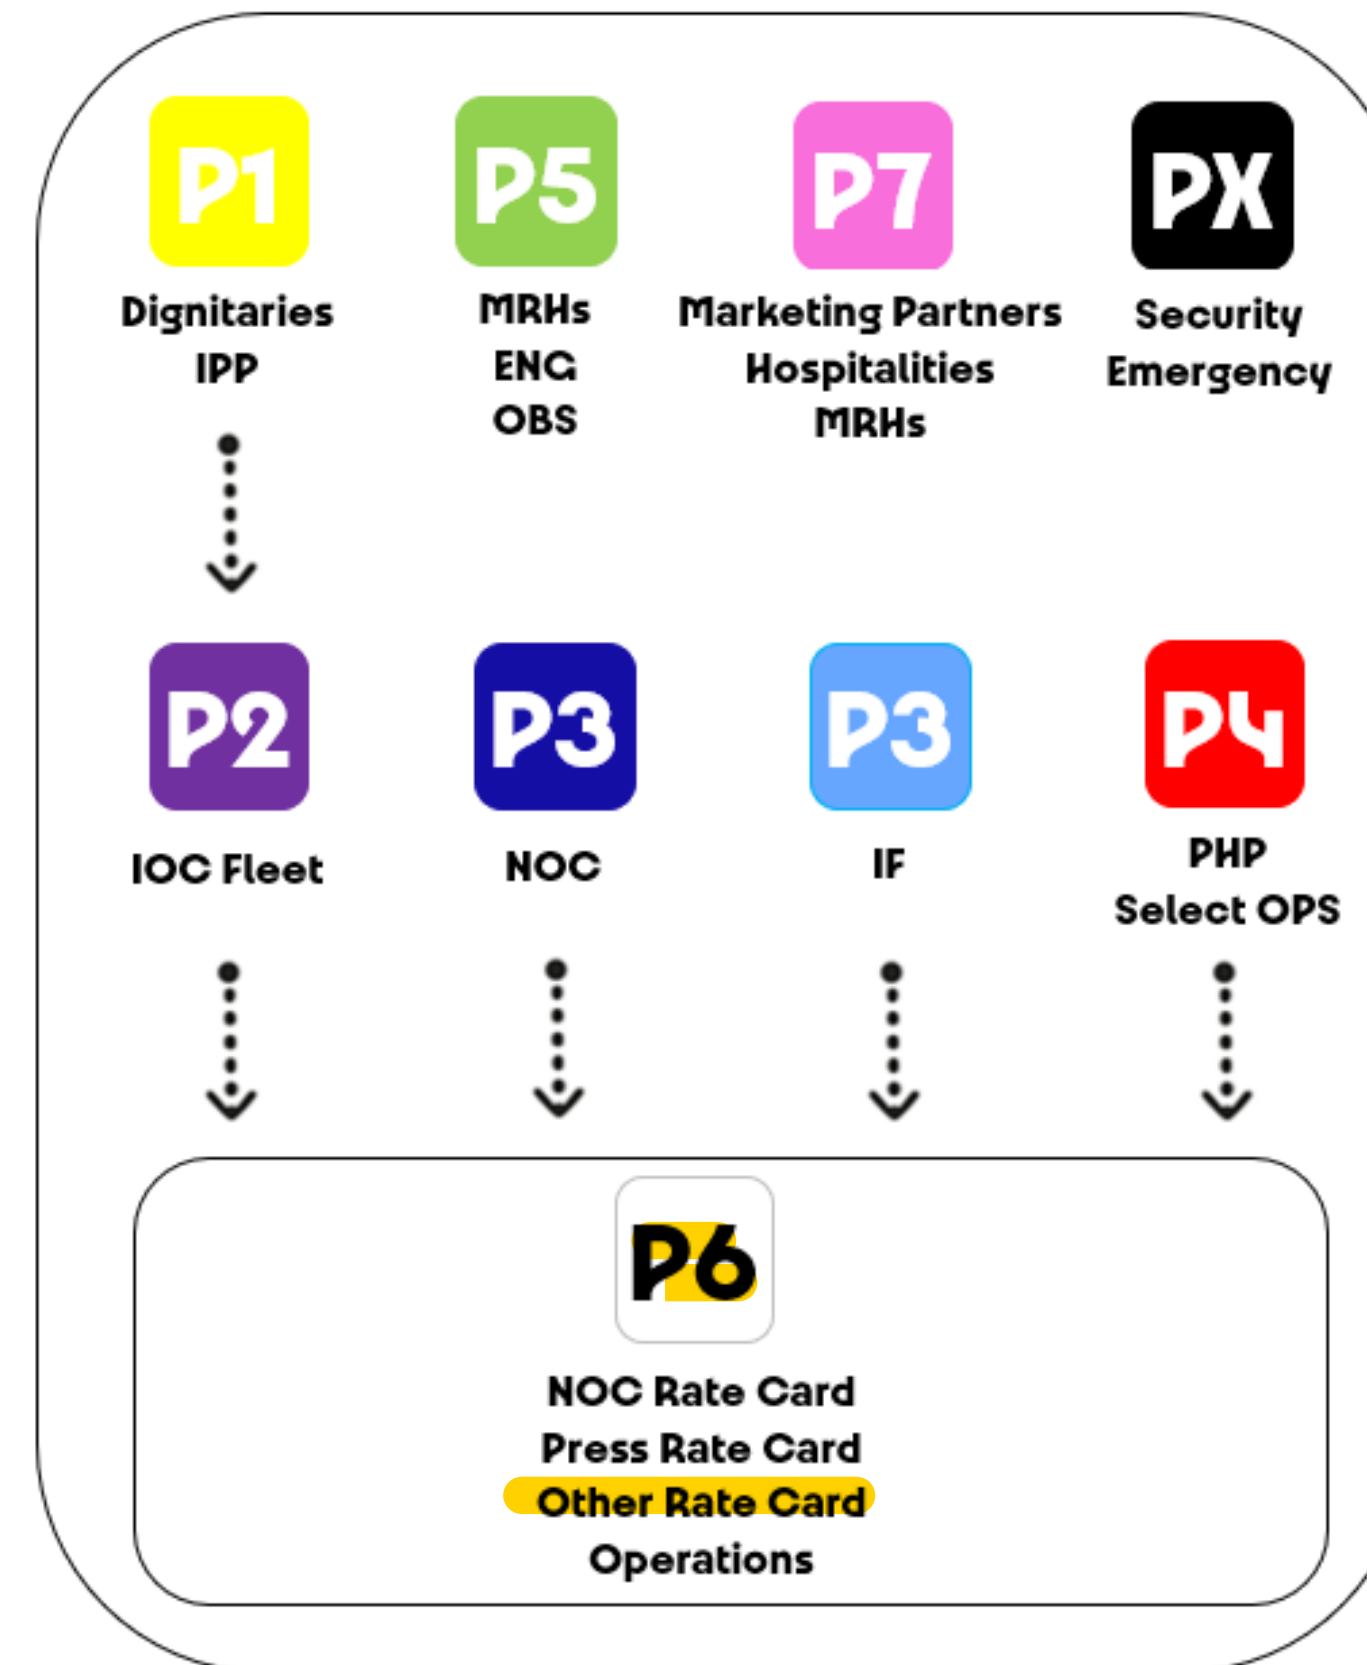 P1
Dignitaries
IPP
P5
MRHs
ENG
OBS
P7
Marketing Partners
Hospitalities
MRHs
PX
Security
Emergency
P2
IOC Fleet
P3
NOC
P3
IF
P4
PHP
Select OPS
P6
NOC Rate Card
Press Rate Card
Other Rate Card
Operations